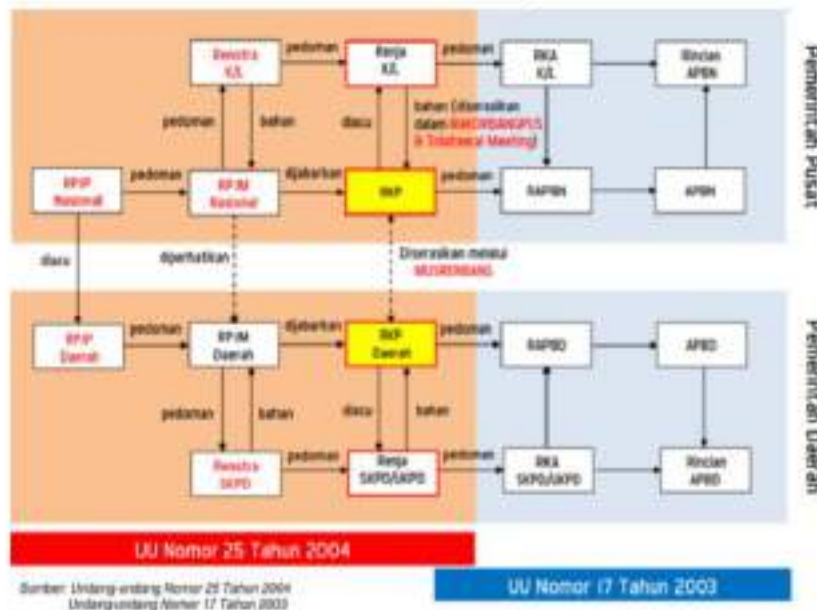 Renstra
K/L
pedoman
Renja
K/L
pedoman
RKA
K/L
Rincian
APBN
pedoman
bahan
diacu
bahan (diserasikan
dalam RAKORBANGPUS
& Trilateral Meeting)
RPJP
Nasional
pedoman
RPJM
Nasional
dijabarkan
RKP
pedoman
RAPBN
APBN
Pemerintah Pusat
diacu
diperhatikan
Diserasikan melalui
MUSRENBANG
RPJP
Daerah
pedoman
RPJM
Daerah
dijabarkan
RKP
Daerah
pedoman
RAPBD
APBD
pedoman
bahan
diacu
bahan
Renstra
SKPD
pedoman
Renja
SKPD/UKPD
pedoman
RKA
SKPD/UKPD
Rincian
APBD
Pemerintah Daerah
UU Nomor 25 Tahun 2004
UU Nomor 17 Tahun 2003
Sumber: Undang-undang Nomor 25 Tahun 2004
Undang-undang Nomor 17 Tahun 2003